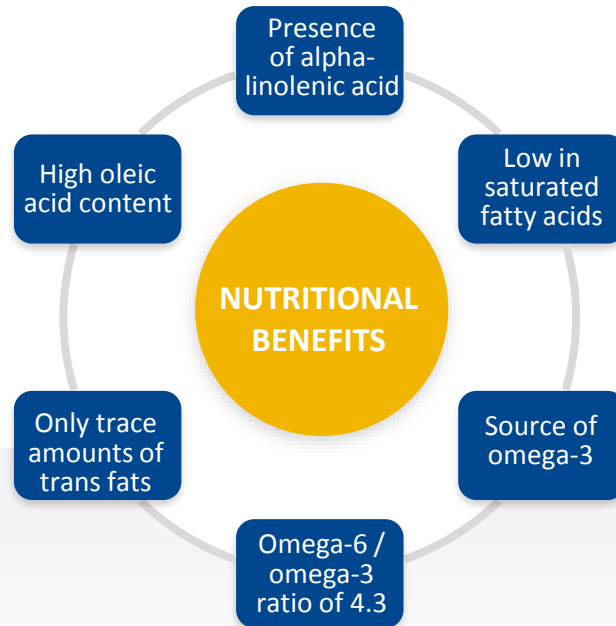 Presence
of alpha-
linolenic acid
Low in
saturated
fatty acids
Source of
omega-3
Omega-6 /
omega-3
ratio of 4.3
Only trace
amounts of
trans fats
High oleic
acid content
NUTRITIONAL
BENEFITS